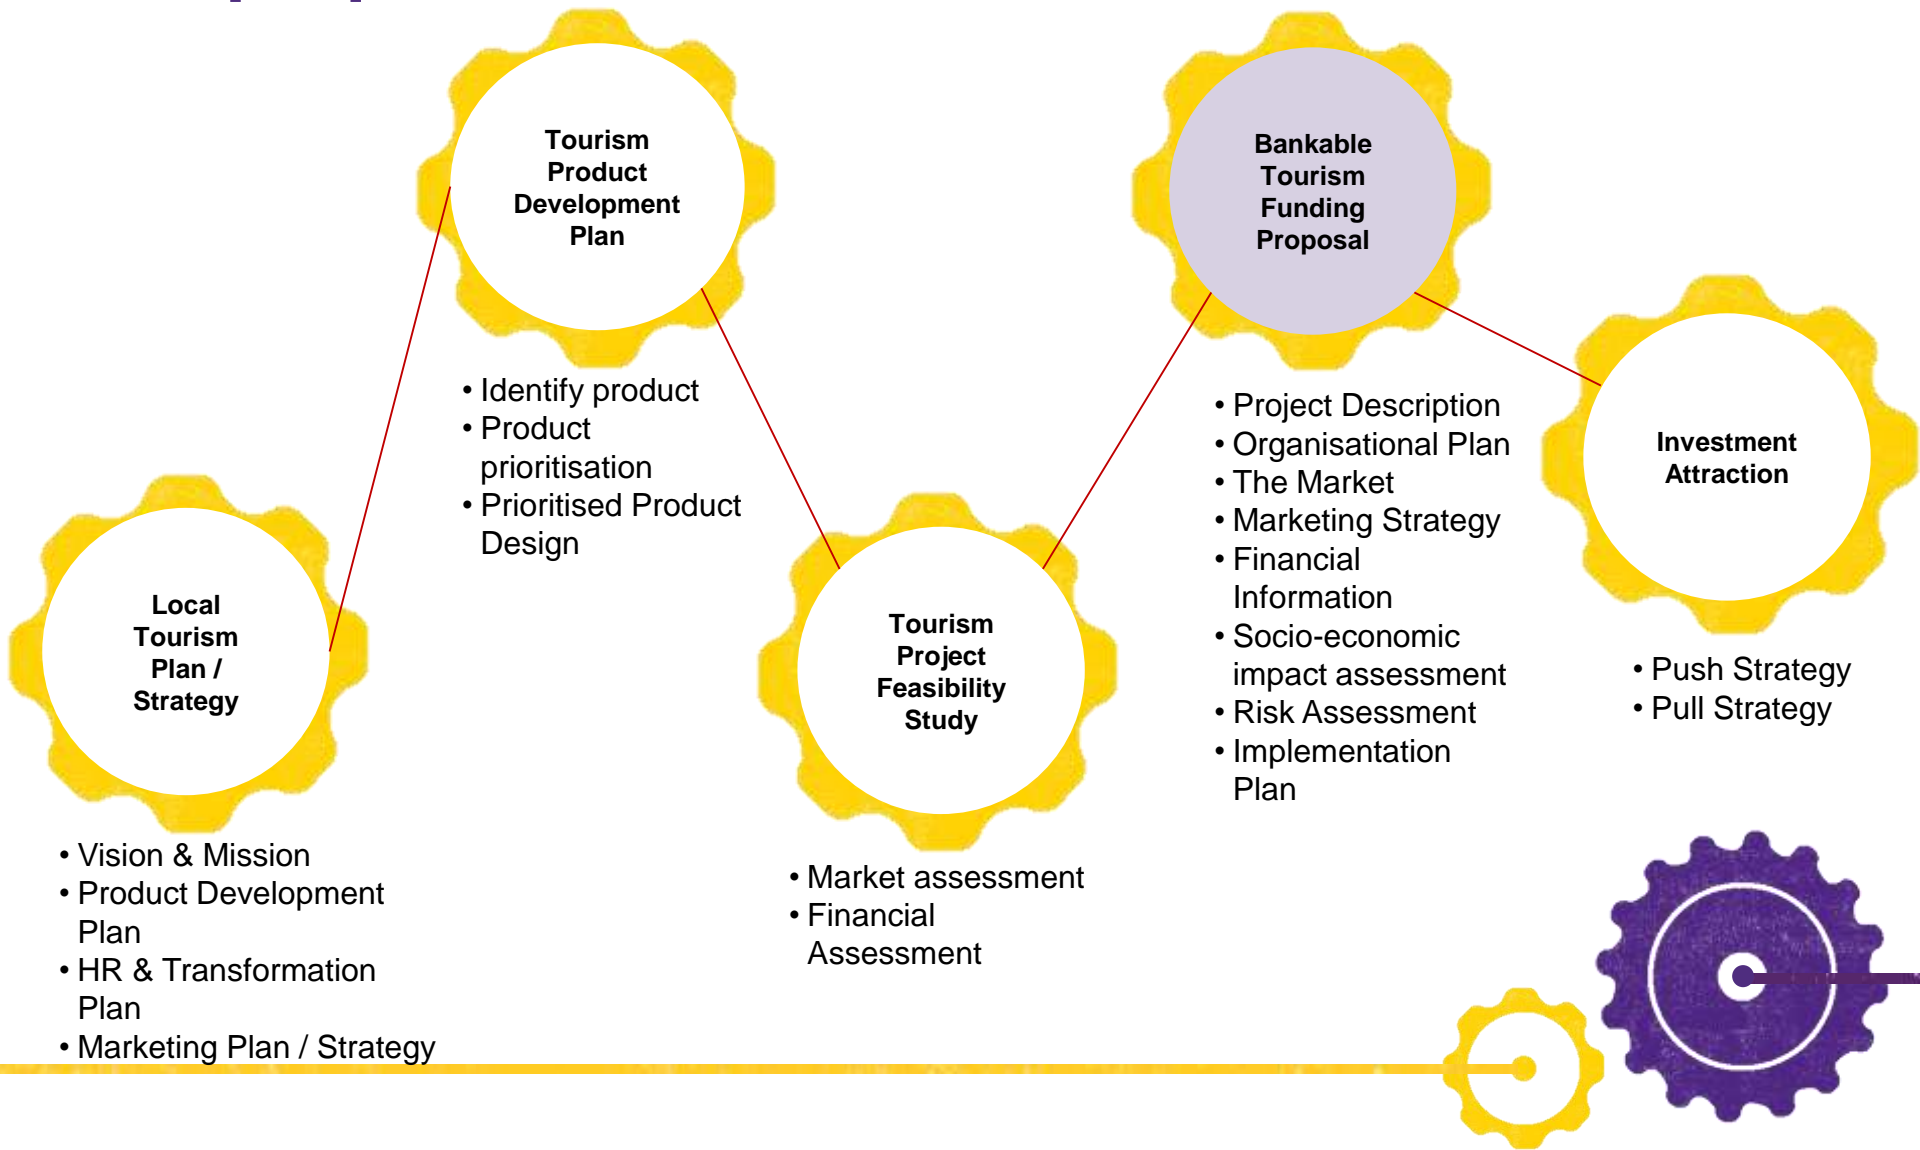 Tourism
Product
Development
Plan
• Identify product
• Product
prioritisation
• Prioritised Product
Design
Bankable
Tourism
Funding
Proposal
• Project Description
• Organisational Plan
• The Market
• Marketing Strategy
• Financial
Information
• Socio-economic
impact assessment
• Risk Assessment
• Implementation
Plan
Investment
Attraction
• Push Strategy
• Pull Strategy
Local
Tourism
Plan /
Strategy
• Vision & Mission
• Product Development
Plan
• HR & Transformation
Plan
• Marketing Plan / Strategy
Tourism
Project
Feasibility
Study
• Market assessment
• Financial
Assessment